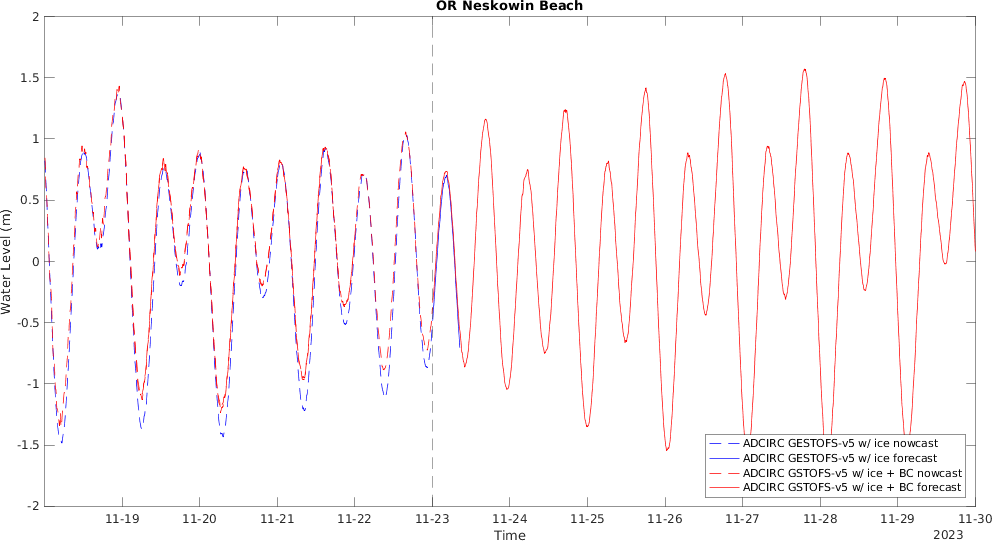 OR Neskowin Beach
2
1.5
1
0.5
0
-0.5
-1
-1.5
-2
Water Level (m)
ADCIRC GESTOFS-v5 w/ ice nowcast
ADCIRC GESTOFS-v5 w/ ice forecast
ADCIRC GSTOFS-v5 w/ ice + BC nowcast
ADCIRC GSTOFS-v5 w/ ice + BC forecast
11-19 11-20 11-21 11-22 11-23 11-24 11-25 11-26 11-27 11-28 11-29 11-30
Time
2023